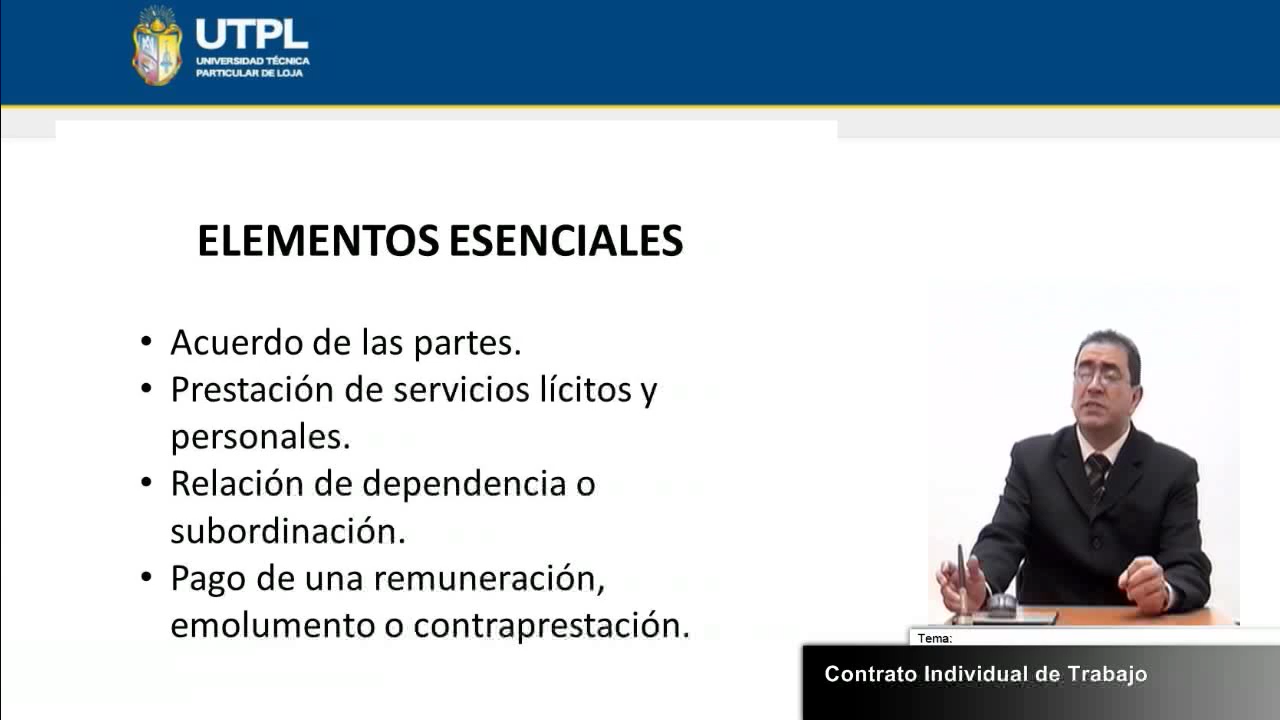 UTPL
UNIVERSIDAD TÉCNICA
PARTICULAR DE LOJA
ELEMENTOS ESENCIALES
• Acuerdo de las partes.
• Prestación de servicios lícitos y
personales.
• Relación de dependencia o
subordinación.
• Pago de una remuneración,
emolumento o contraprestación.
Tema:
Contrato Individual de Trabajo